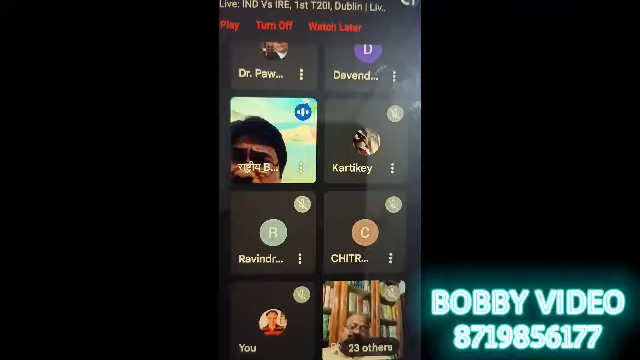 Live: IND Vs IRE, 1st T20I, Dublin | Liv..
Play Turn Off Watch Later
D
Dr. Paw... Davend...
राष्ट्रीय B... Kartikey
R C
Ravindr... CHITR...
You 23 others
BOBBY VIDEO
8719856177